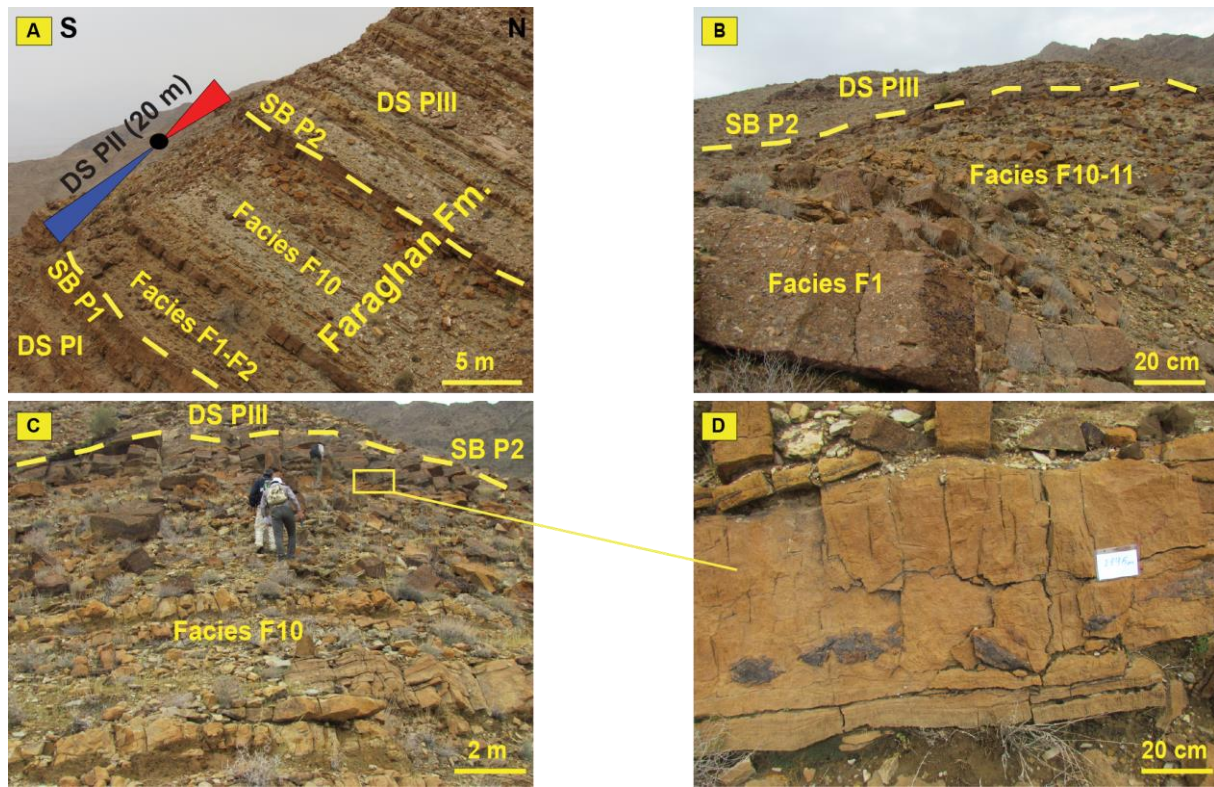 A S N
DS PII (20 m)
SB P2
DS PIII
Facies F10
Faraghan Fm.
SB P1
Facies F1-F2
DS PI
5 m
B
DS PIII
SB P2
Facies F10-11
Facies F1
20 cm
C
DS PIII
SB P2
Facies F10
2 m
D
20 cm